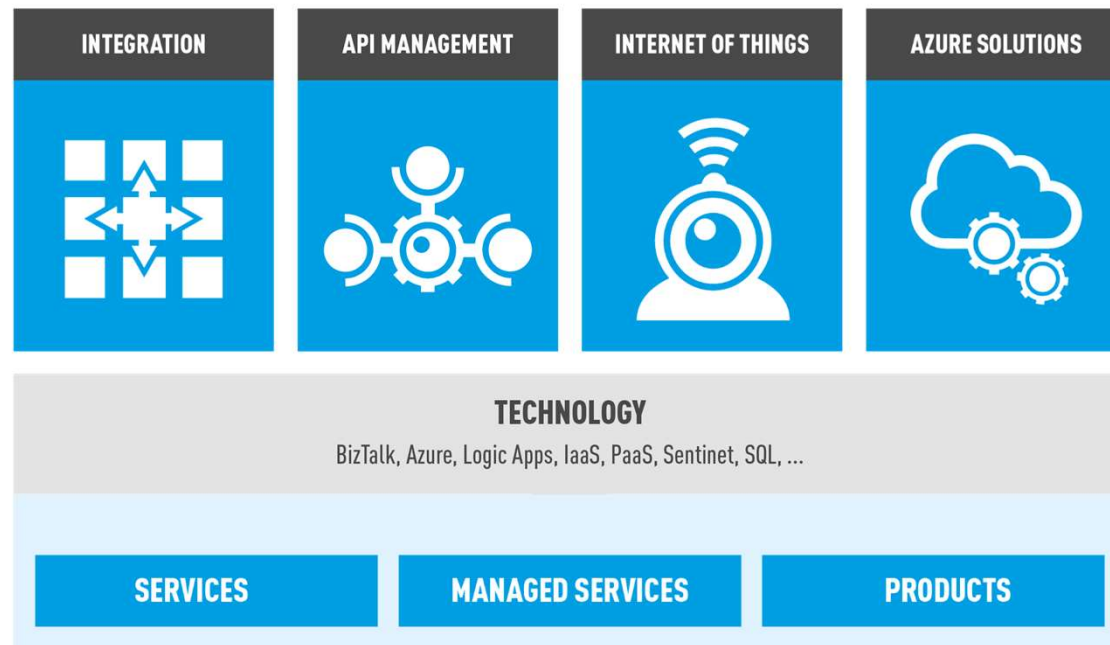 INTEGRATION
API MANAGEMENT
INTERNET OF THINGS
AZURE SOLUTIONS
TECHNOLOGY
BizTalk, Azure, Logic Apps, IaaS, PaaS, Sentinet, SQL, ...
SERVICES
MANAGED SERVICES
PRODUCTS